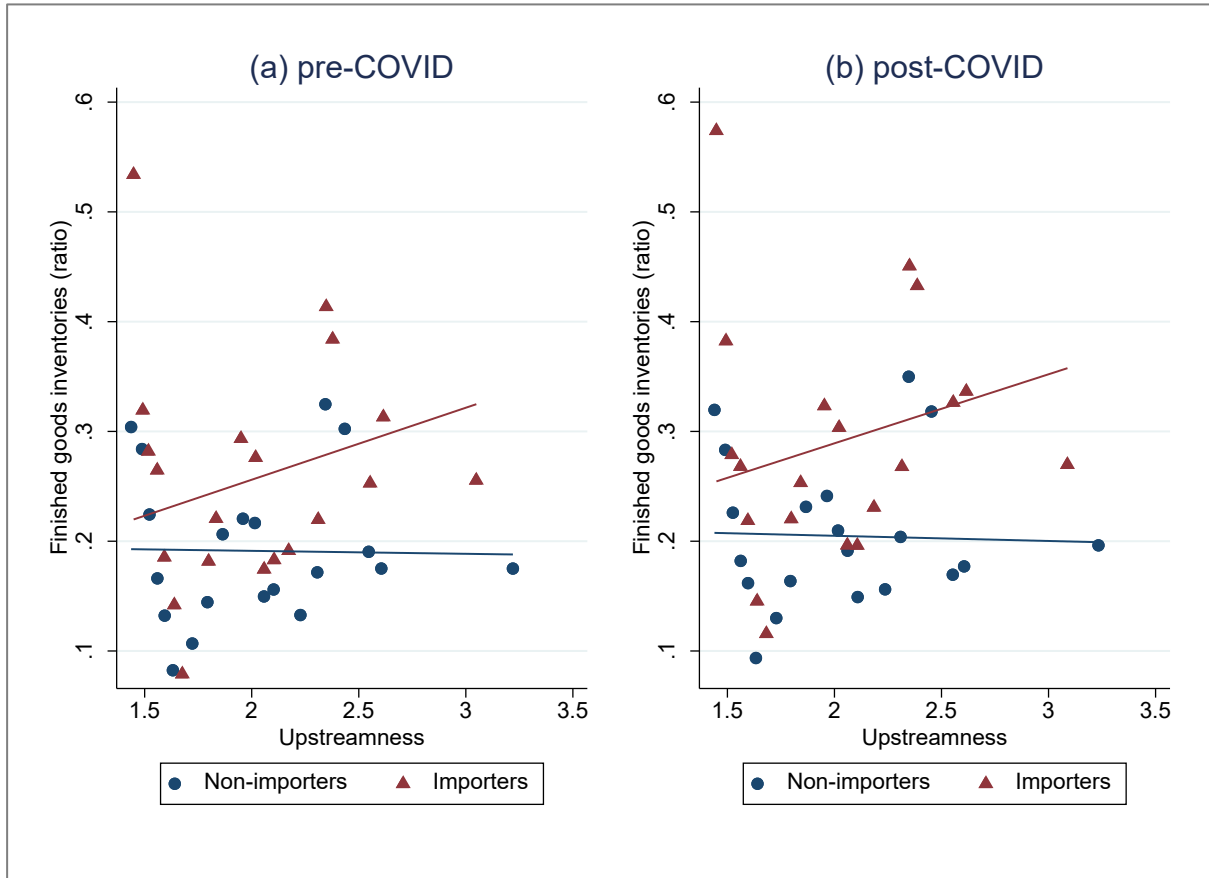 (a) pre-COVID
Finished goods inventories (ratio)
.6
.5
.4
.3
.2
.1
1.5 2 2.5 3 3.5
Upstreamness
Non-importers Importers
(b) post-COVID
Finished goods inventories (ratio)
.6
.5
.4
.3
.2
.1
1.5 2 2.5 3 3.5
Upstreamness
Non-importers Importers